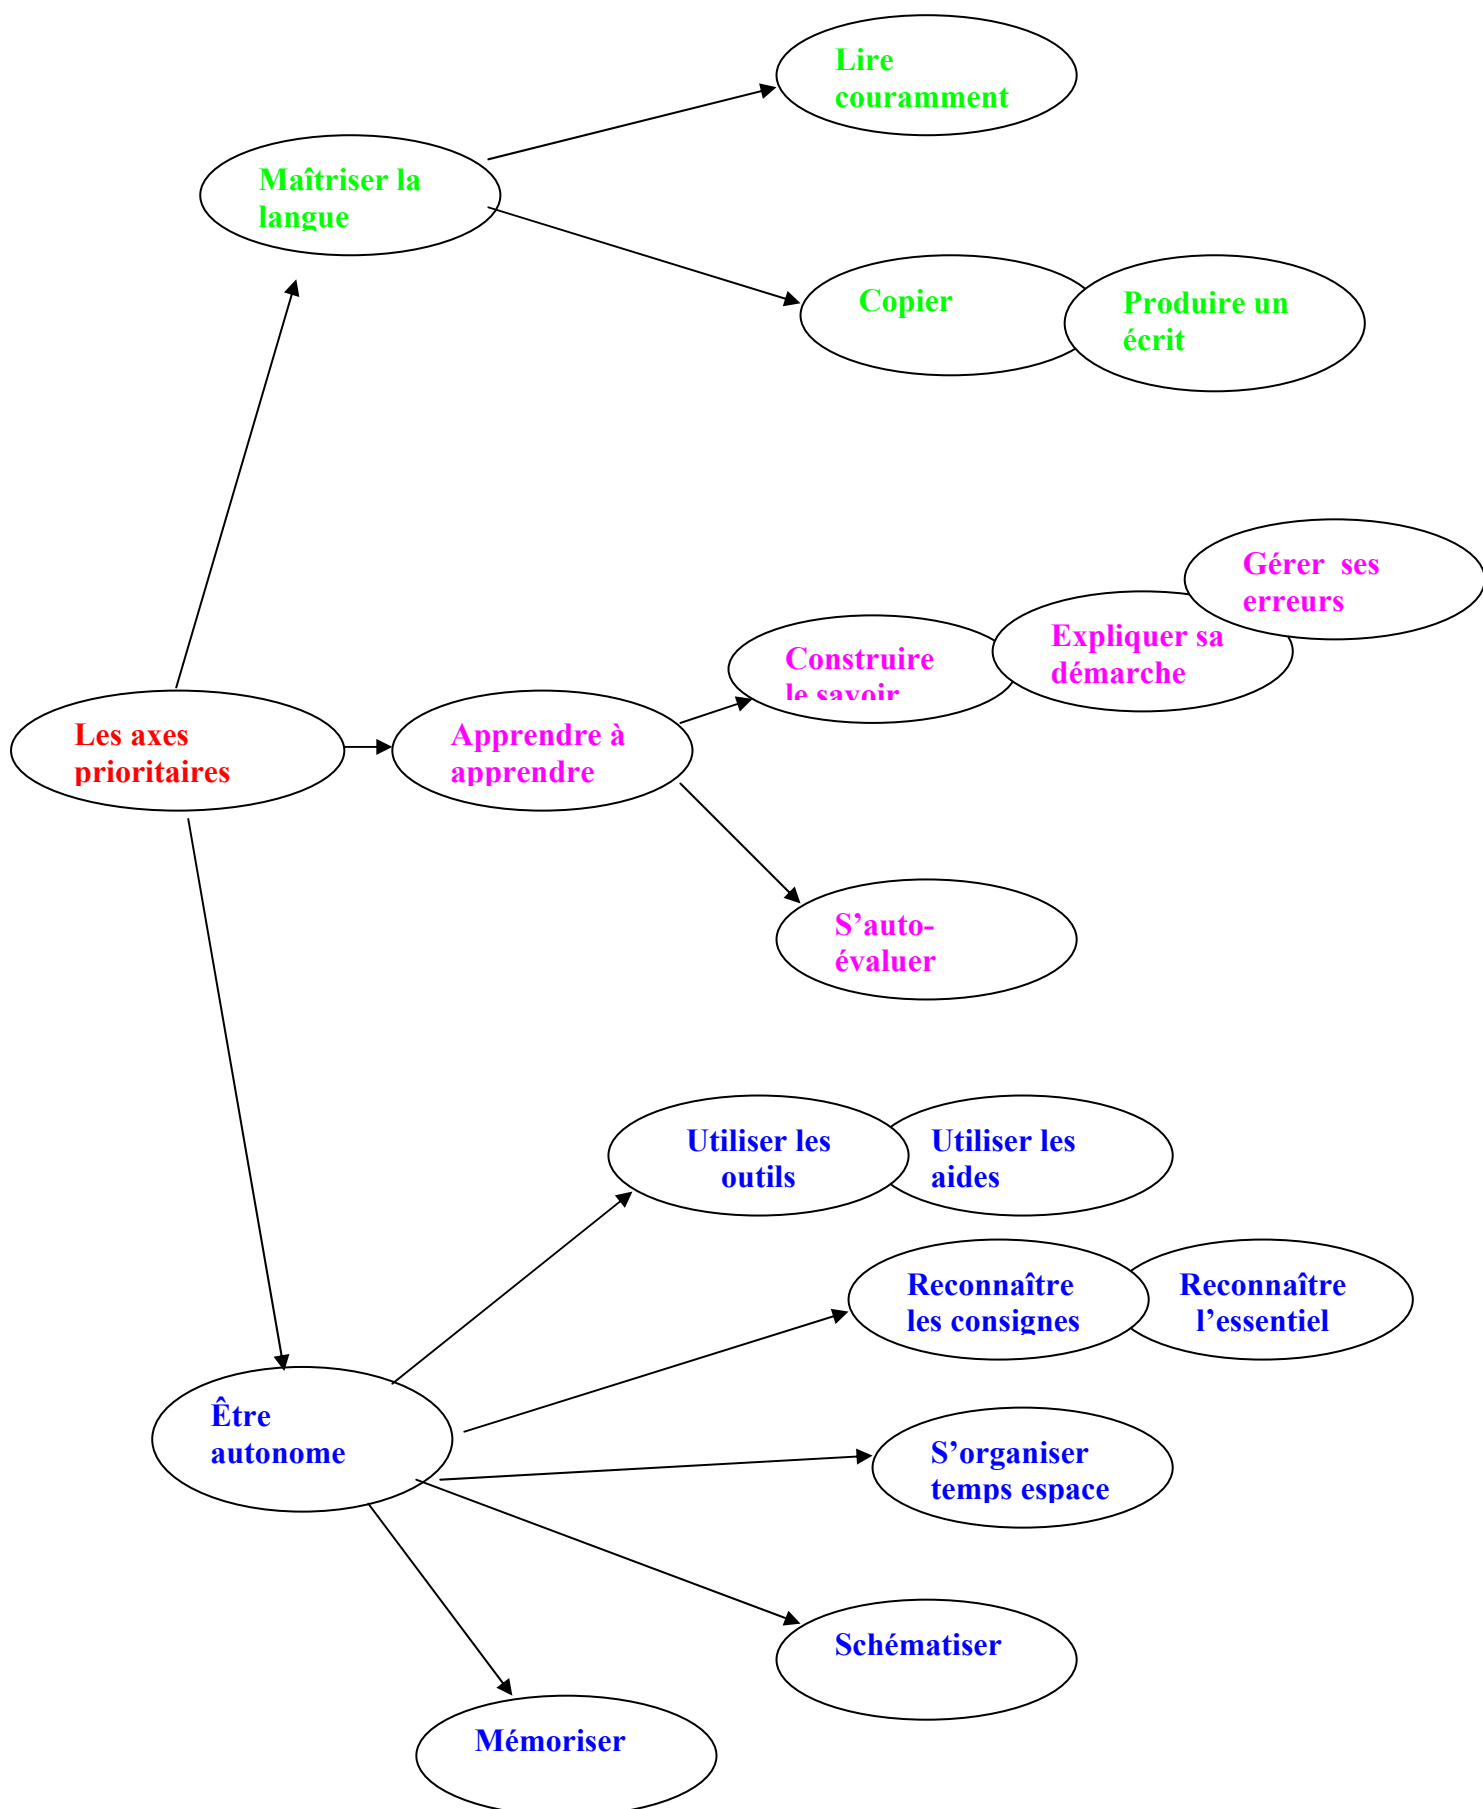 Lire
couramment
Maîtriser la
langue
Copier
Produire un
écrit
Gérer  ses
erreurs
Expliquer sa
démarche
Construire
le savoir
Les axes
prioritaires
Apprendre à
apprendre
S’auto-
évaluer
Utiliser les
outils
Utiliser les
aides
Reconnaître
les consignes
Reconnaître
l’essentiel
Être
autonome
S’organiser
temps espace
Schématiser
Mémoriser